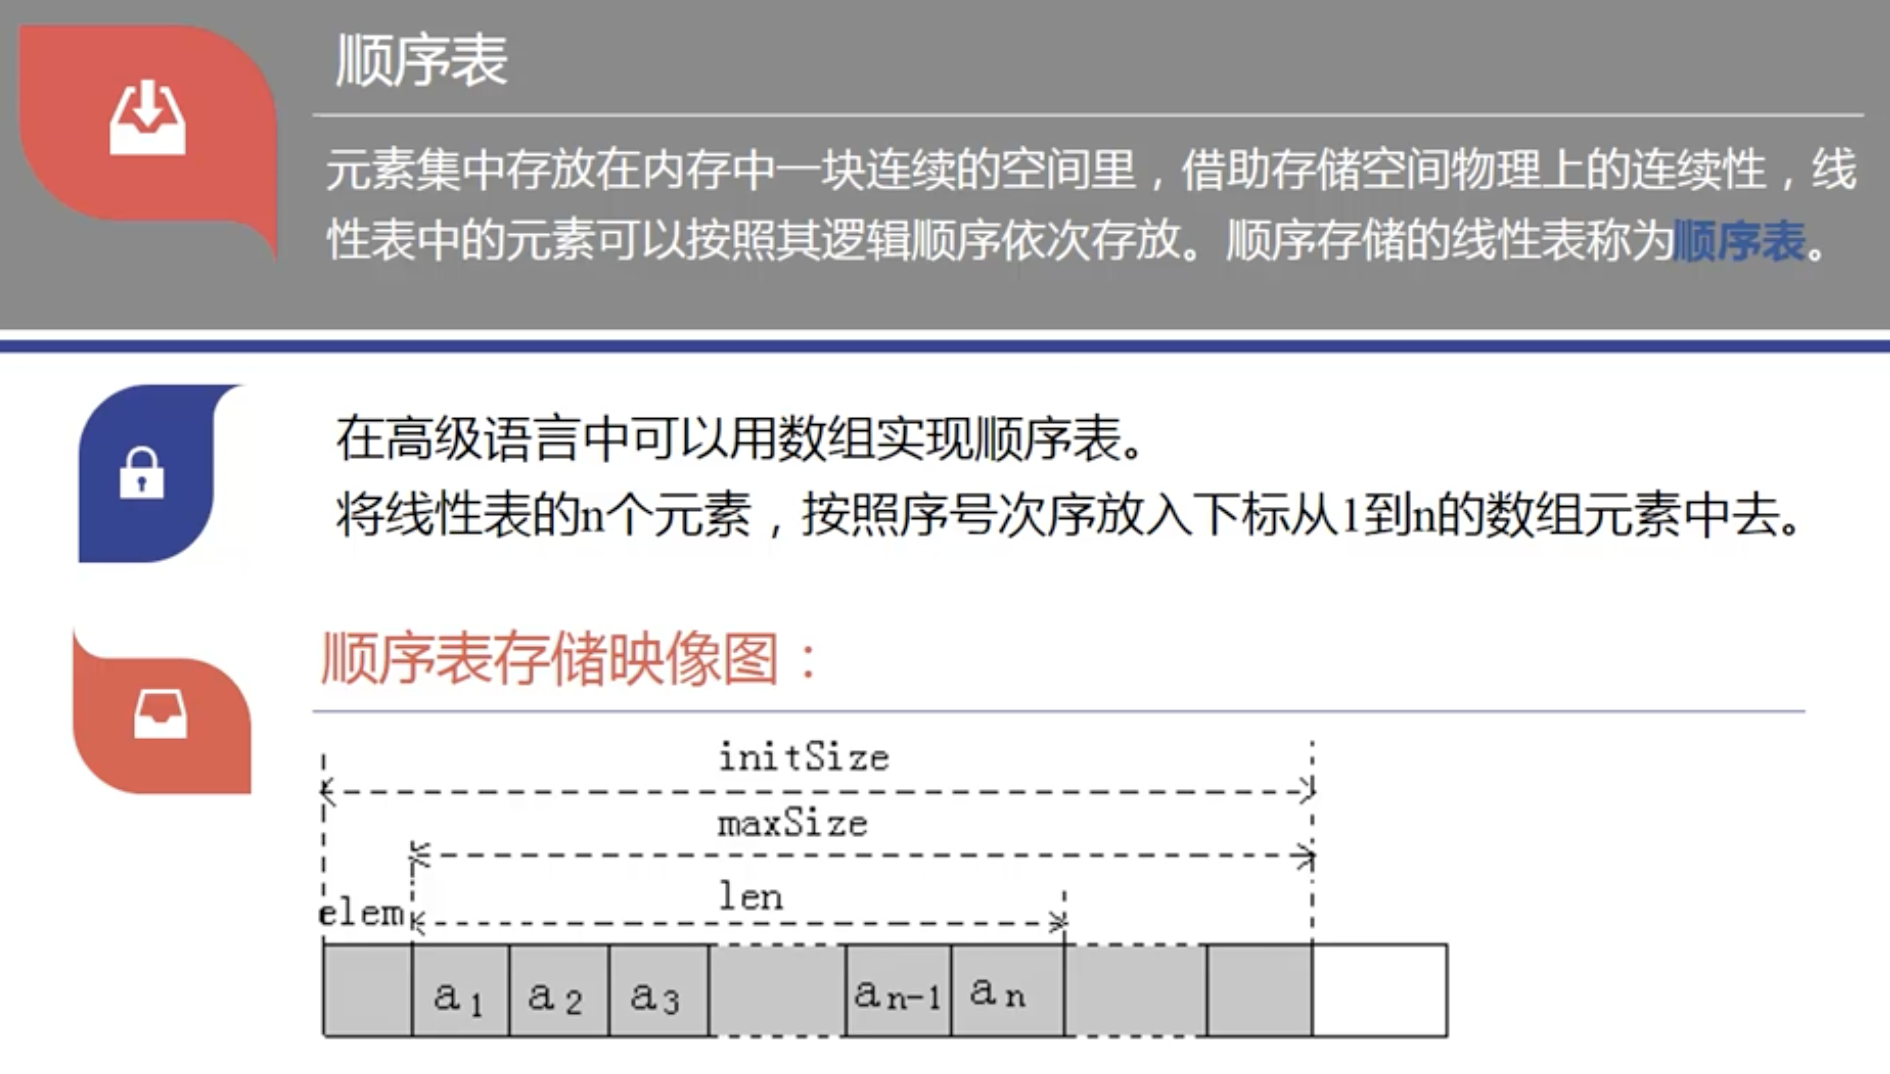 顺序表
元素集中存放在内存中一块连续的空间里，借助存储空间物理上的连续性，线
性表中的元素可以按照其逻辑顺序依次存放。顺序存储的线性表称为顺序表。
在高级语言中可以用数组实现顺序表。
将线性表的n个元素，按照序号次序放入下标从1到n的数组元素中去。
顺序表存储映像图：
initSize
maxSize
len
elem
a1 a2 a3 an-1 an